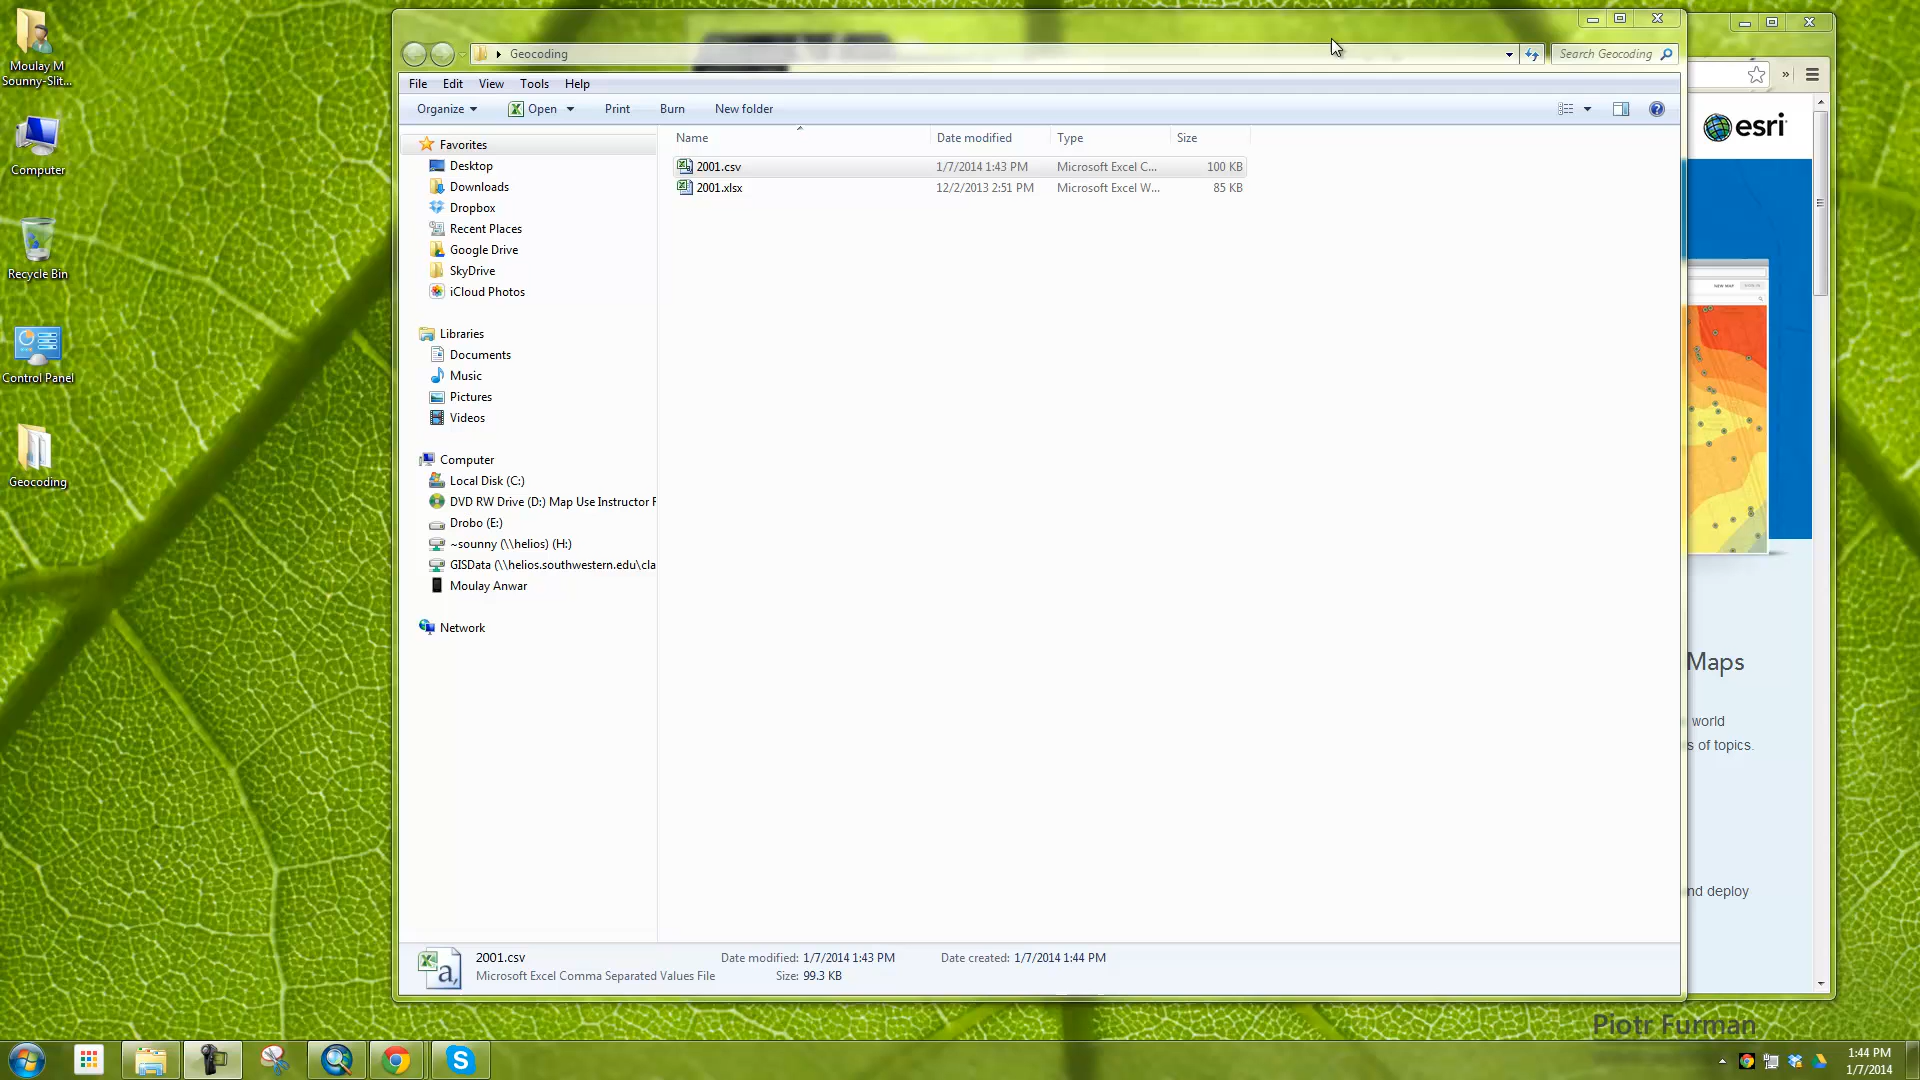 Moulay M
Sounny-Slit...
Computer
Recycle Bin
Control Panel
Geocoding
Geocoding
Search Geocoding
File Edit View Tools Help
Organize Open Print Burn New folder
Name Date modified Type Size
2001.csv 1/7/2014 1:43 PM Microsoft Excel C... 100 KB
2001.xlsx 12/2/2013 2:51 PM Microsoft Excel W... 85 KB
Favorites
Desktop
Downloads
Dropbox
Recent Places
Google Drive
SkyDrive
iCloud Photos
Libraries
Documents
Music
Pictures
Videos
Computer
Local Disk (C:)
DVD RW Drive (D:) Map Use Instructor R
Drobo (E:)
~sounny (\\helios) (H:)
GISData (\\helios.southwestern.edu\cla
Moulay Anwar
Network
2001.csv Date modified: 1/7/2014 1:43 PM Date created: 1/7/2014 1:44 PM
Microsoft Excel Comma Separated Values File Size: 99.3 KB
»
esri
NEW MAP
Maps
world
s of topics.
nd deploy
Piotr Furman
1:44 PM
1/7/2014